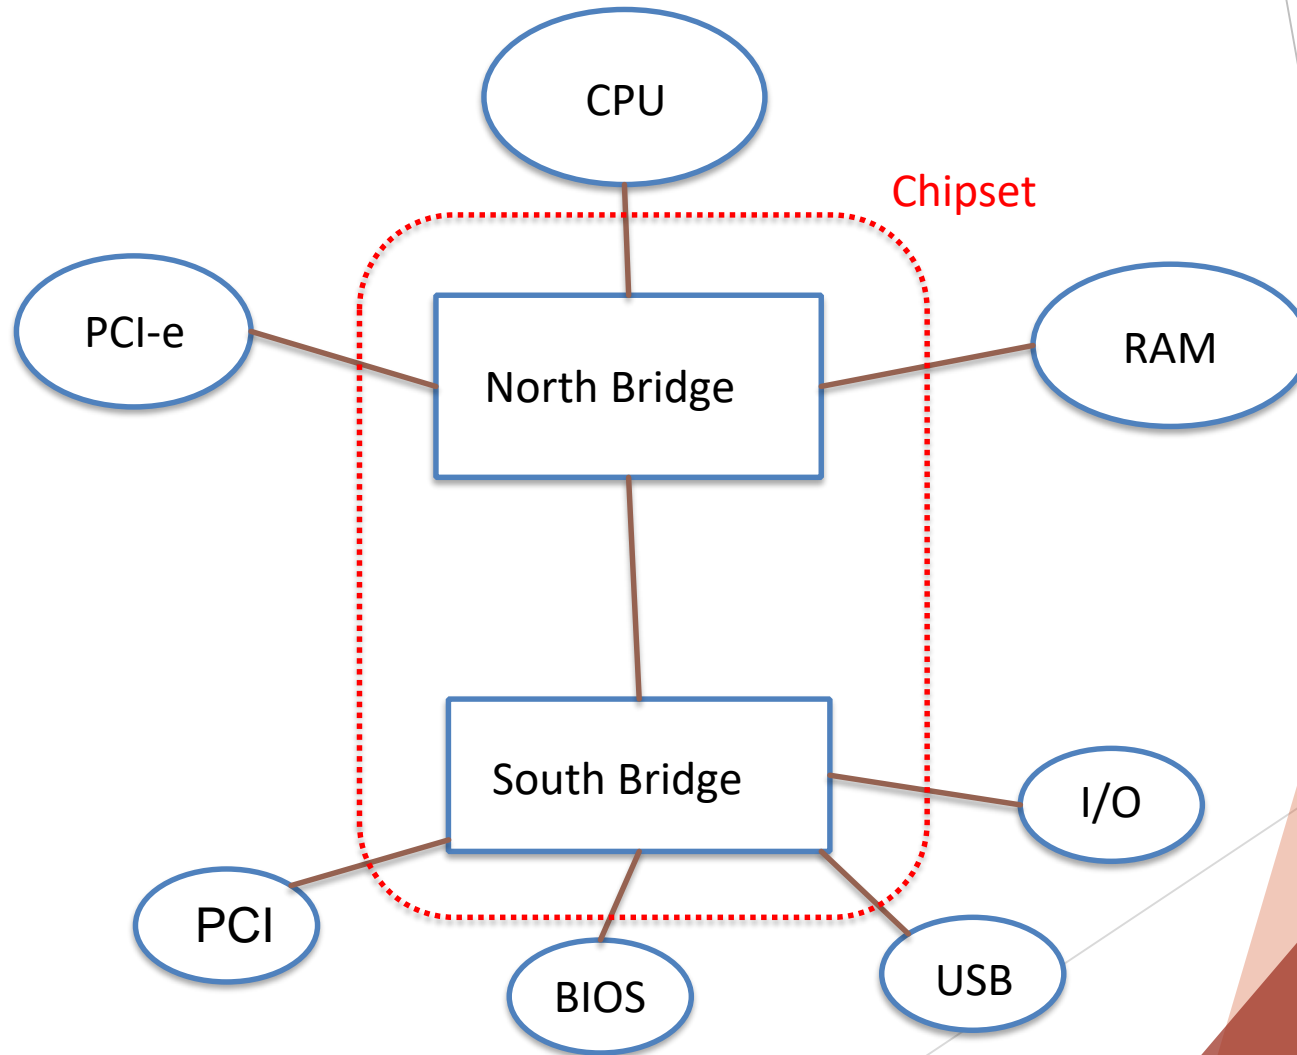 CPU
Chipset
PCI-e
North Bridge
RAM
South Bridge
I/O
PCI
BIOS
USB